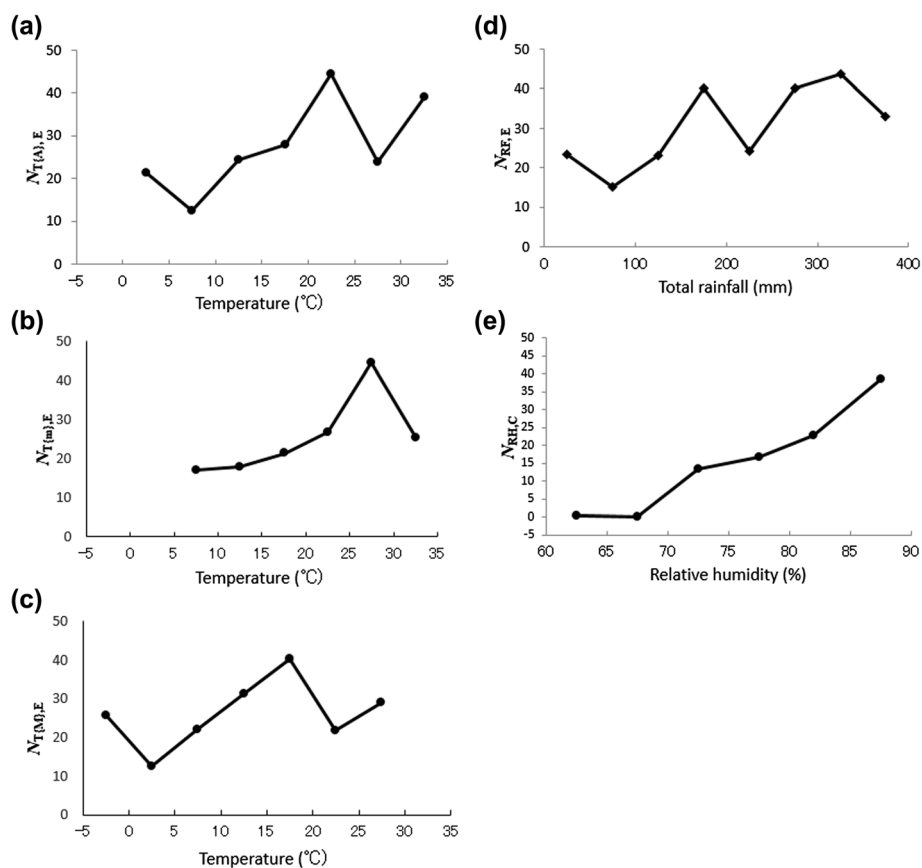 (a)
50
40
30
20
10
0
N_T{A}, E
-5 0 5 10 15 20 25 30 35
Temperature (°C)
(b)
50
40
30
20
10
0
N_T{m},E
-5 0 5 10 15 20 25 30 35
Temperature (°C)
(c)
50
40
30
20
10
0
N_T{M},E
-5 0 5 10 15 20 25 30 35
Temperature (°C)
(d)
50
40
30
20
10
0
N_RF, E
0 100 200 300 400
Total rainfall (mm)
(e)
50
45
40
35
30
25
20
15
10
5
0
-5
N_RH,C
60 65 70 75 80 85 90
Relative humidity (%)